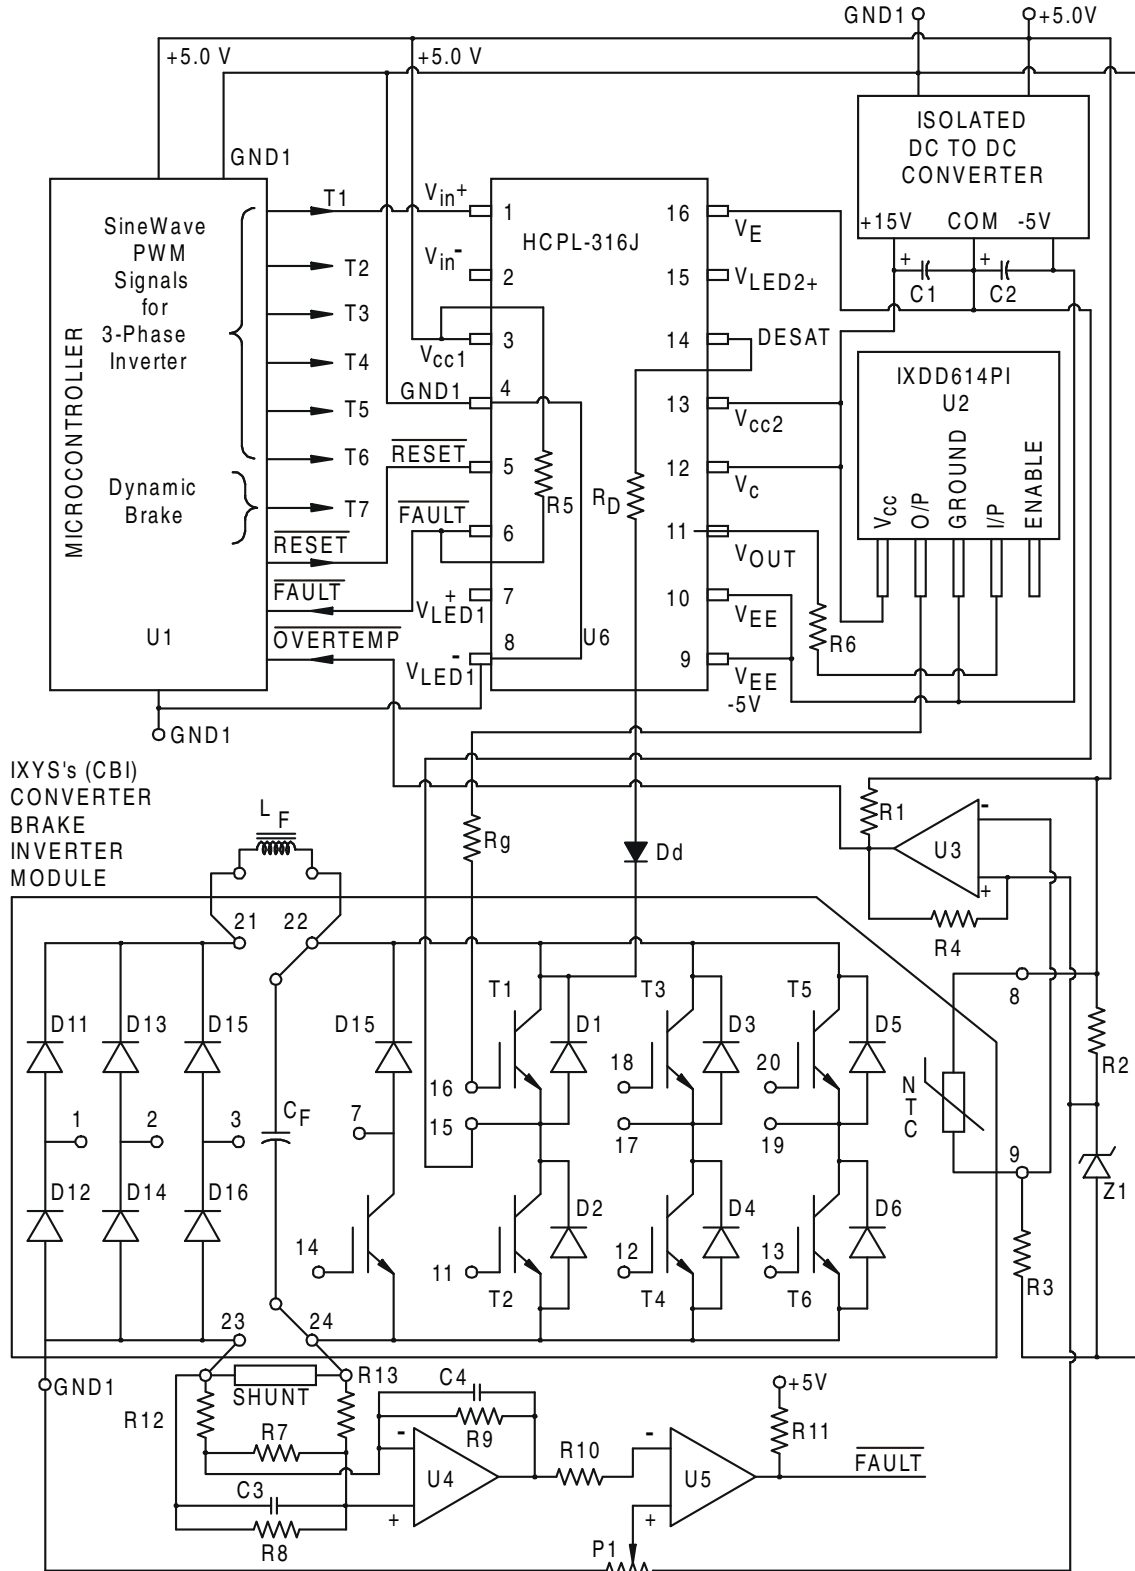 GND1
+5.0V
+5.0 V
+5.0 V
GND1
ISOLATED
DC TO DC
CONVERTER
+15V COM -5V
+ C1
+ C2
MICROCONTROLLER
SineWave
PWM
Signals
for
3-Phase
Inverter
Dynamic
Brake
U1
T1
T2
T3
T4
T5
T6
T7
RESET
FAULT
OVERTEMP
GND1
Vin+
Vin-
Vcc1
GND1
RESET
FAULT
VLED1+
VLED1-
HCPL-316J
1
2
3
4
5
6
7
8
R5
U6
16
15
14
13
12
11
10
9
VE
VLED2+
DESAT
Vcc2
Vc
VOUT
VEE
VEE
-5V
RD
R6
IXDD614PI
U2
Vcc
O/P
GROUND
I/P
ENABLE
IXYS's (CBI)
CONVERTER
BRAKE
INVERTER
MODULE
LF
Rg
Dd
R1
U3
-
+
R4
21
22
8
R2
D11
D13
D15
D15
T1
D1
T3
D3
T5
D5
16
18
20
NTC
1
2
3
CF
7
15
17
19
9
Z1
D12
D14
D16
D2
D4
D6
14
11
12
13
T2
T4
T6
R3
23
24
GND1
SHUNT
R13
R12
R7
C3
R8
C4
R9
-
U4
+
R10
-
U5
+
+5V
R11
FAULT
P1